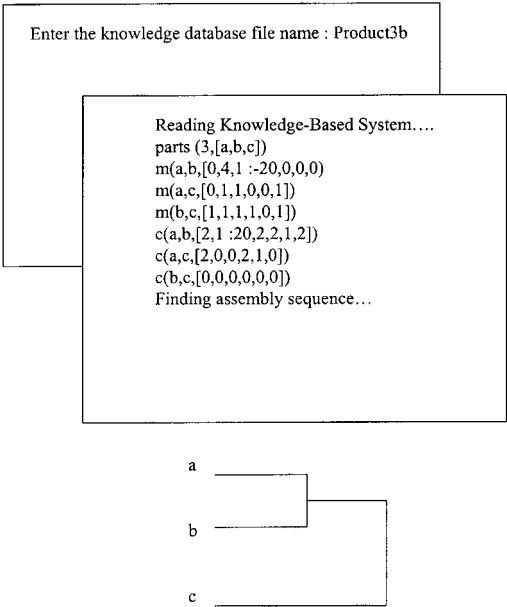 Enter the knowledge database file name : Product3b
Reading Knowledge-Based System....
parts (3,[a,b,c])
m(a,b,[0,4,1 :-20,0,0,0)
m(a,c,[0,1,1,0,0,1])
m(b,c,[1,1,1,1,0,1])
c(a,b,[2,1 :20,2,2,1,2])
c(a,c,[2,0,0,2,1,0])
c(b,c,[0,0,0,0,0,0])
Finding assembly sequence...
a
b
c